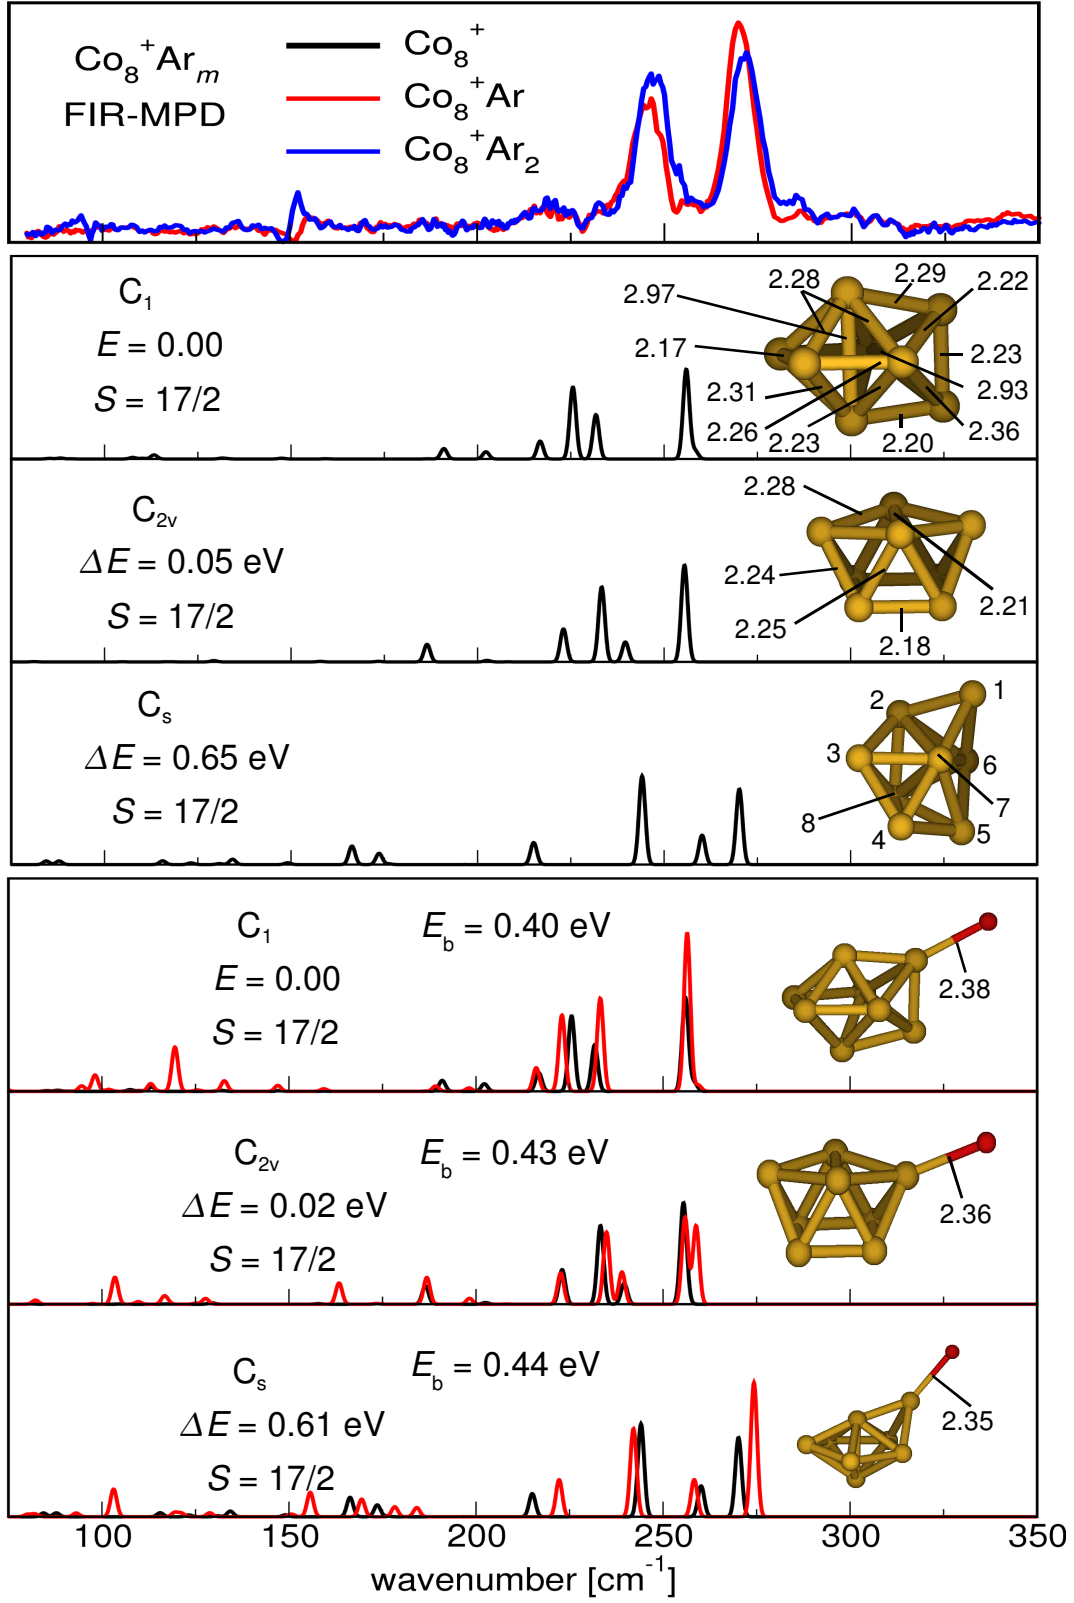 Co8+Arm
FIR-MPD
Co8+
Co8+Ar
Co8+Ar2
C1
E = 0.00
S = 17/2
2.97
2.28
2.29
2.22
2.17
2.23
2.31
2.93
2.26
2.23
2.20
2.36
C2v
ΔE = 0.05 eV
S = 17/2
2.28
2.24
2.21
2.25
2.18
Cs
ΔE = 0.65 eV
S = 17/2
1
2
3
6
7
8
4
5
C1
E = 0.00
S = 17/2
Eb = 0.40 eV
2.38
C2v
ΔE = 0.02 eV
S = 17/2
Eb = 0.43 eV
2.36
Cs
ΔE = 0.61 eV
S = 17/2
Eb = 0.44 eV
2.35
100 150 200 250 300 350
wavenumber [cm-1]